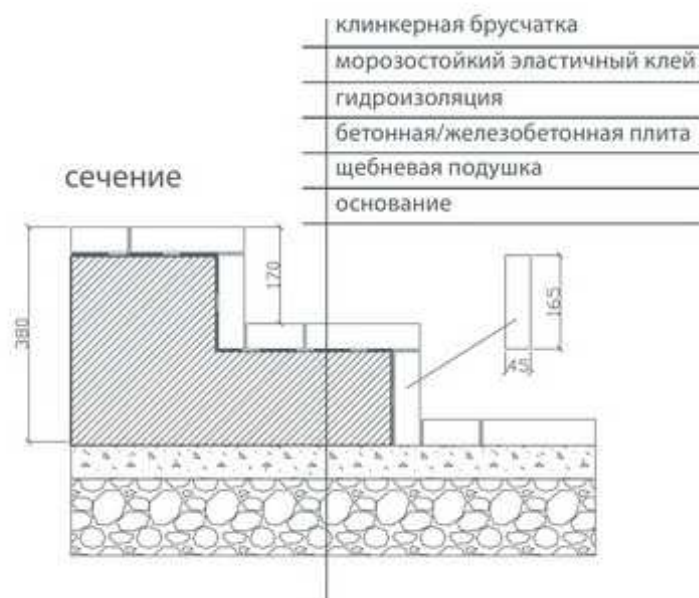 клинкерная брусчатка
морозостойкий эластичный клей
гидроизоляция
бетонная/железобетонная плита
щебневая подушка
основание
сечение
380
170
165
45